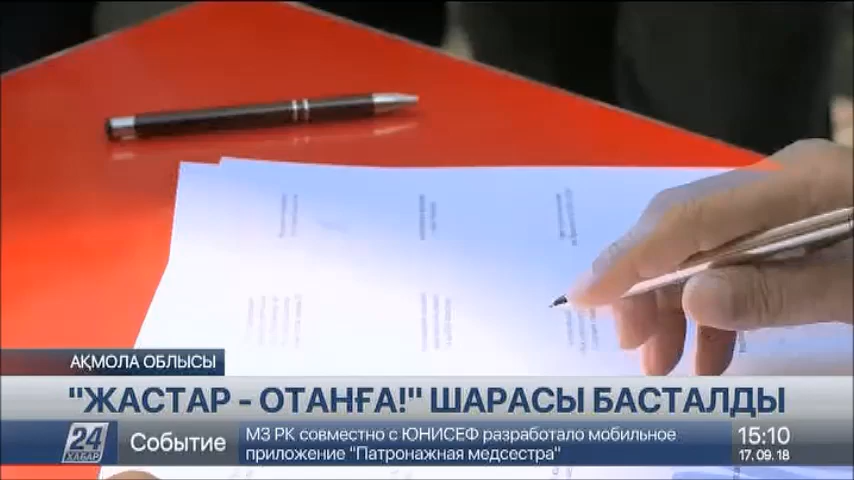 АҚМОЛА ОБЛЫСЫ
"ЖАСТАР - ОТАНҒА!" ШАРАСЫ БАСТАЛДЫ
24
ХАБАР
Событие
МЗ РК совместно с ЮНИСЕФ разработало мобильное
приложение "Патронажная медсестра"
15:10
17. 09. 18